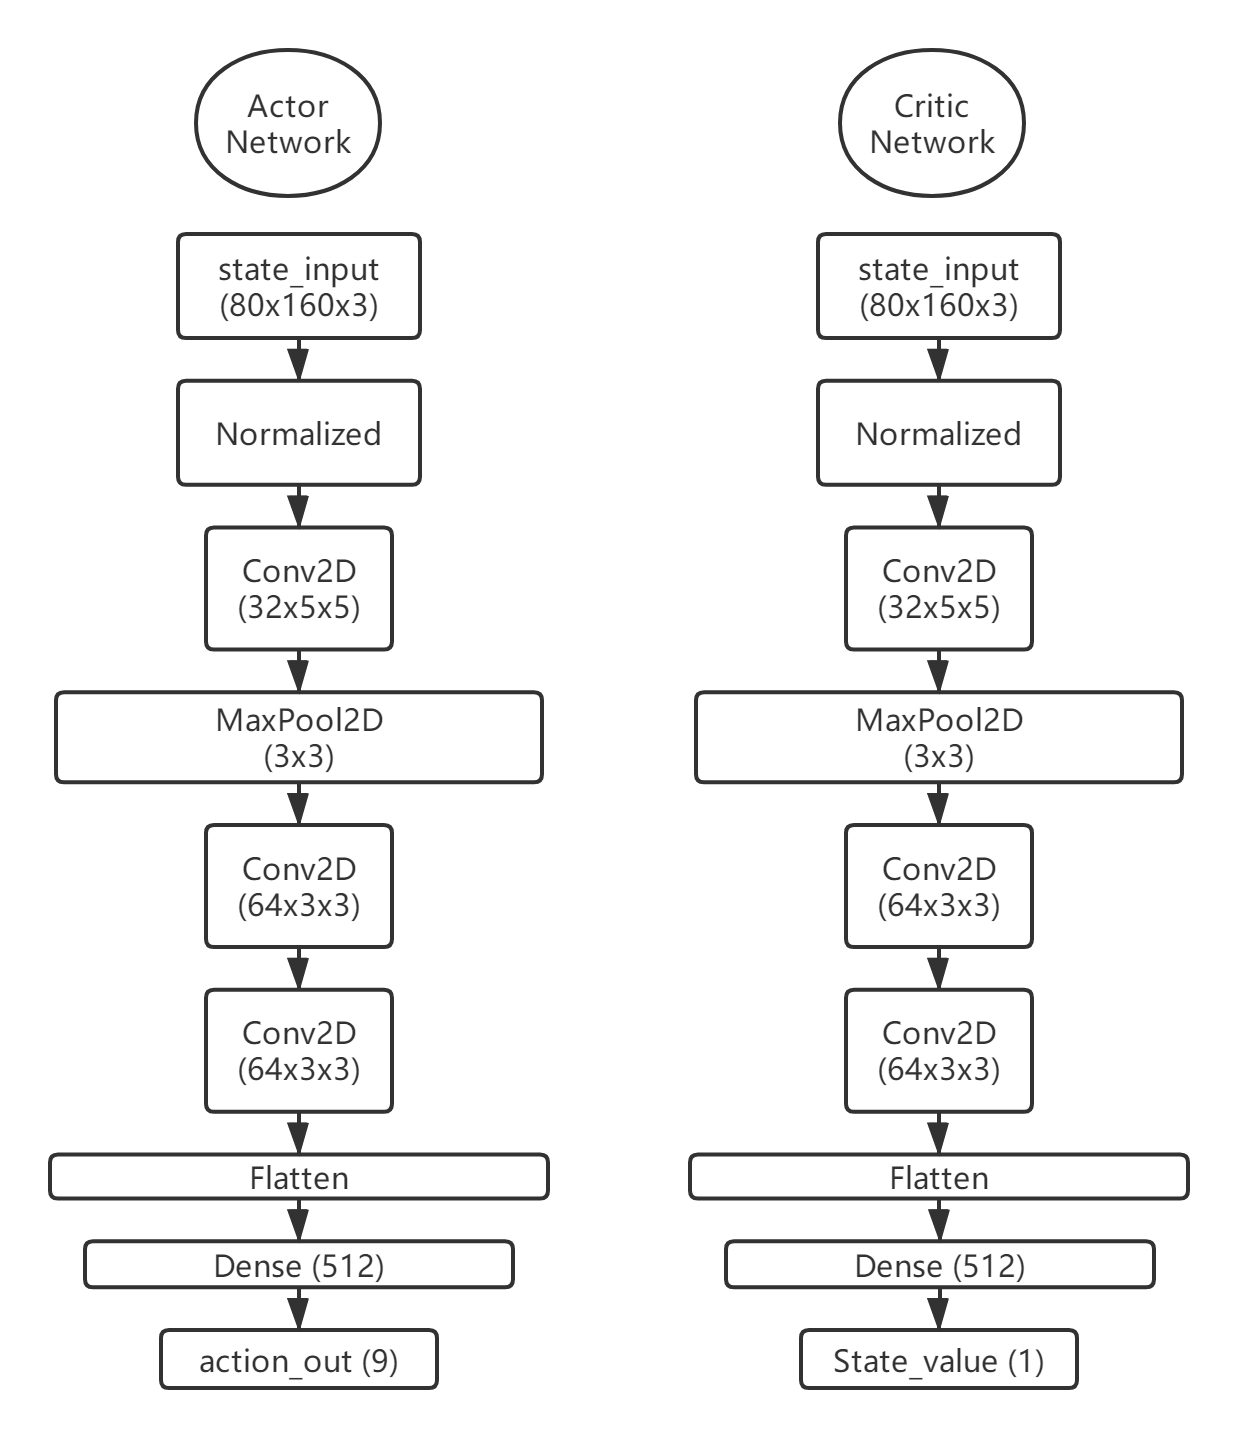 Actor
Network
state_input
(80x160x3)
Normalized
Conv2D
(32x5x5)
MaxPool2D
(3x3)
Conv2D
(64x3x3)
Conv2D
(64x3x3)
Flatten
Dense (512)
action_out (9)
Critic
Network
state_input
(80x160x3)
Normalized
Conv2D
(32x5x5)
MaxPool2D
(3x3)
Conv2D
(64x3x3)
Conv2D
(64x3x3)
Flatten
Dense (512)
State_value (1)